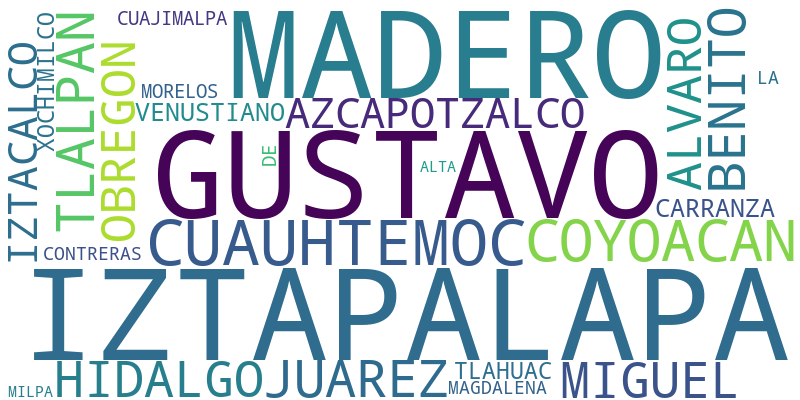 CUAJIMALPA
MADERO
IZTACALCO
XOCHIMILCO
TLALPAN
OBREGON
MORELOS
VENUSTIANO
AZCAPOTZALCO
ALVARO
BENITO
LA
GUSTAVO
DE
ALTA
CARRANZA
CONTRERAS
CUAUHTEMOC
COYOACAN
IZTAPALAPA
MILPA
HIDALGO
JUAREZ
TLAHUAC
MAGDALENA
MIGUEL